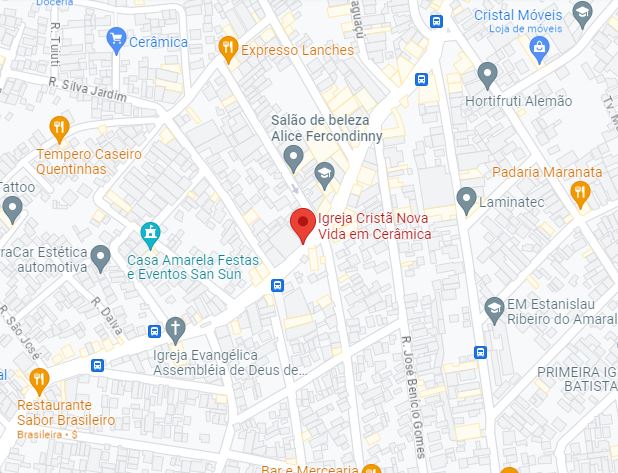 Doceria
R. Tuiuti
Cerâmica
R. Silva Jardim
Expresso Lanches
Cristal Móveis
Loja de móveis
Hortifruti Alemão
Salão de beleza
Alice Fercondinny
Tempero Caseiro
Quentinhas
Padaria Maranata
Tattoo
Laminatec
Igreja Cristã Nova
Vida em Cerâmica
raCar Estética
automotiva
Casa Amarela Festas
e Eventos San Sun
R. Dalva
R. São José
EM Estanislau
Ribeiro do Amaral
Igreja Evangélica
Assembléia de Deus de...
R. José Benício Gomes
PRIMEIRA IG
BATISTA
Restaurante
Sabor Brasileiro
Brasileira • $
Bar e Mercearia